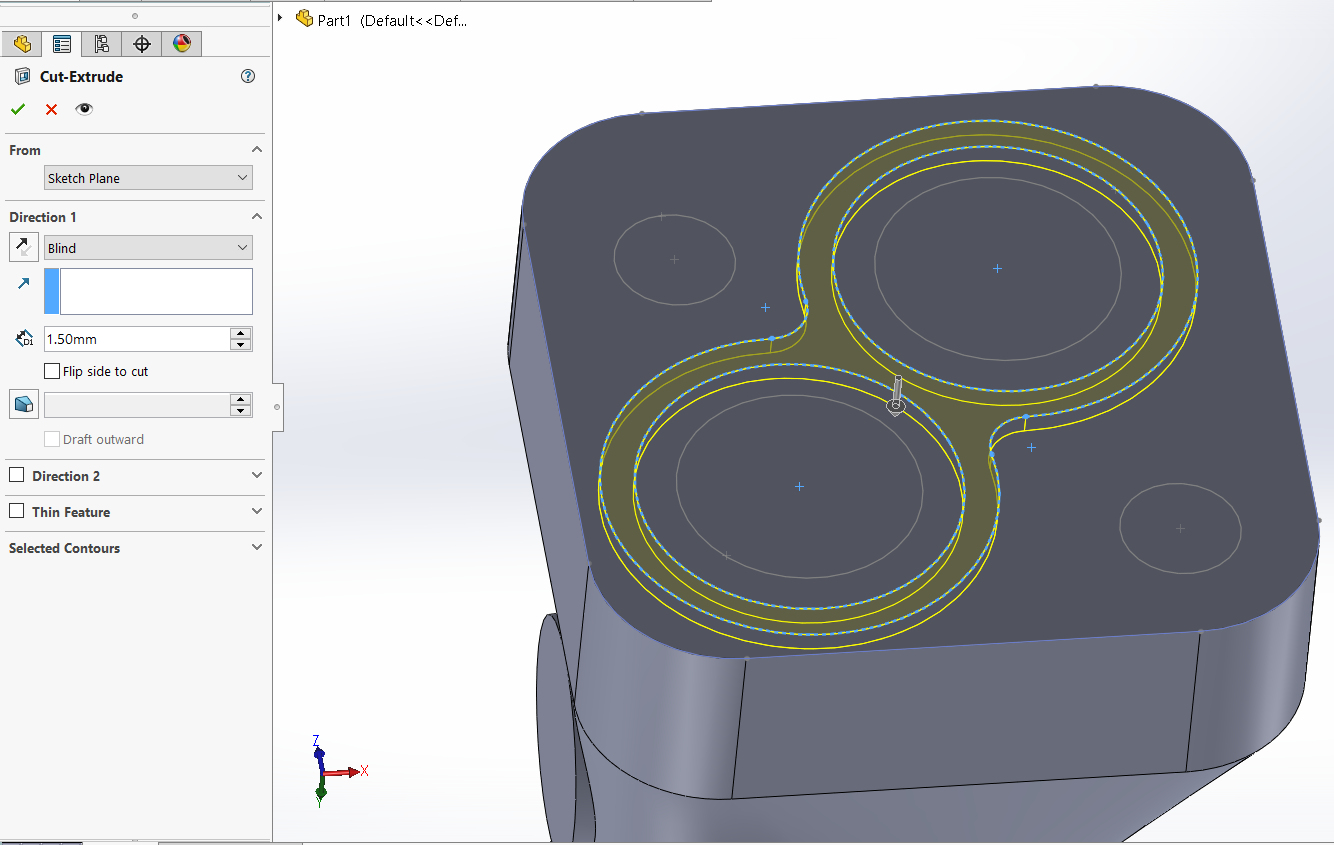 Part1 (Default<<Def...
Cut-Extrude
From
Sketch Plane
Direction 1
Blind
D1
1.50mm
Flip side to cut
Draft outward
Direction 2
Thin Feature
Selected Contours
Z
X
Y